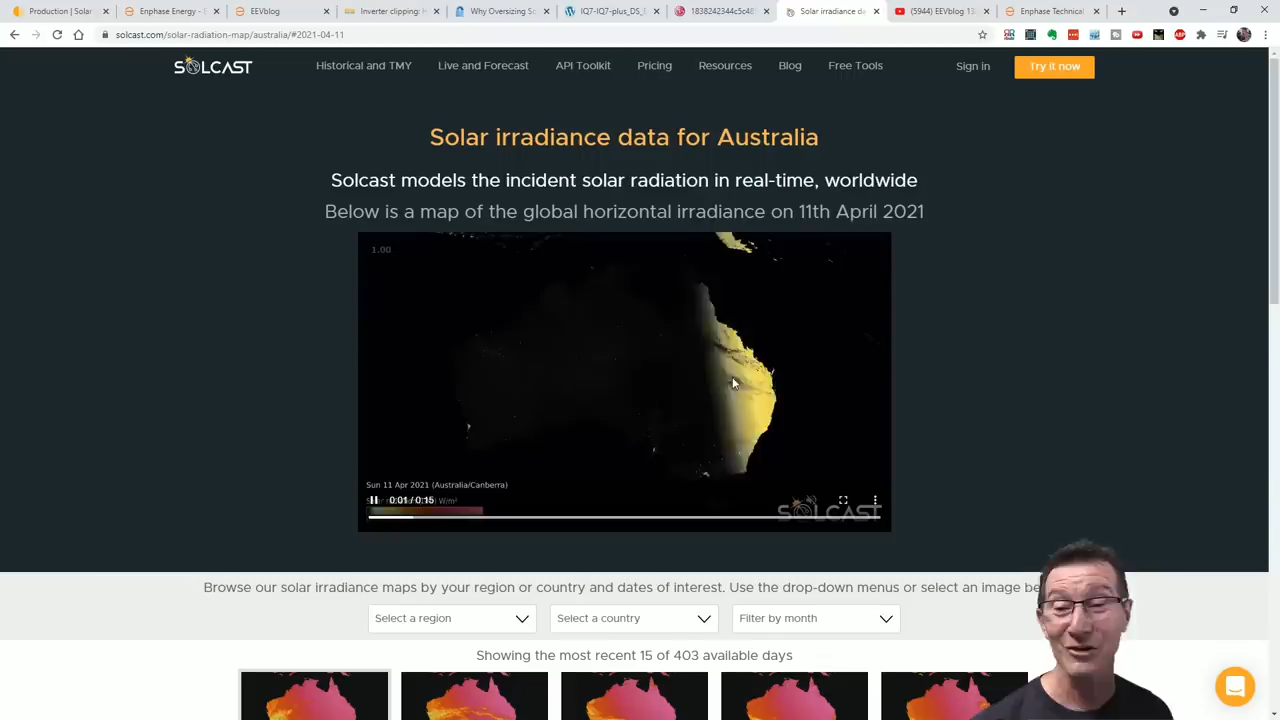 Production | Solar
Enphase Energy -
EEVblog
Inverter clipping: H
Why Oversizing So
IQ7-IQ7-plus_DS_E
1838242344c5c48
Solar irradiance da
(5944) EEVblog 13
Enphase Technical
solcast.com/solar-radiation-map/australia/#2021-04-11
SOLCAST
Historical and TMY
Live and Forecast
API Toolkit
Pricing
Resources
Blog
Free Tools
Sign in
Try it now
Solar irradiance data for Australia
Solcast models the incident solar radiation in real-time, worldwide
Below is a map of the global horizontal irradiance on 11th April 2021
1.00
Sun 11 Apr 2021 (Australia/Canberra)
0:01 / 0:15
W/m²
SOLCAST
Browse our solar irradiance maps by your region or country and dates of interest. Use the drop-down menus or select an image be
Select a region
Select a country
Filter by month
Showing the most recent 15 of 403 available days